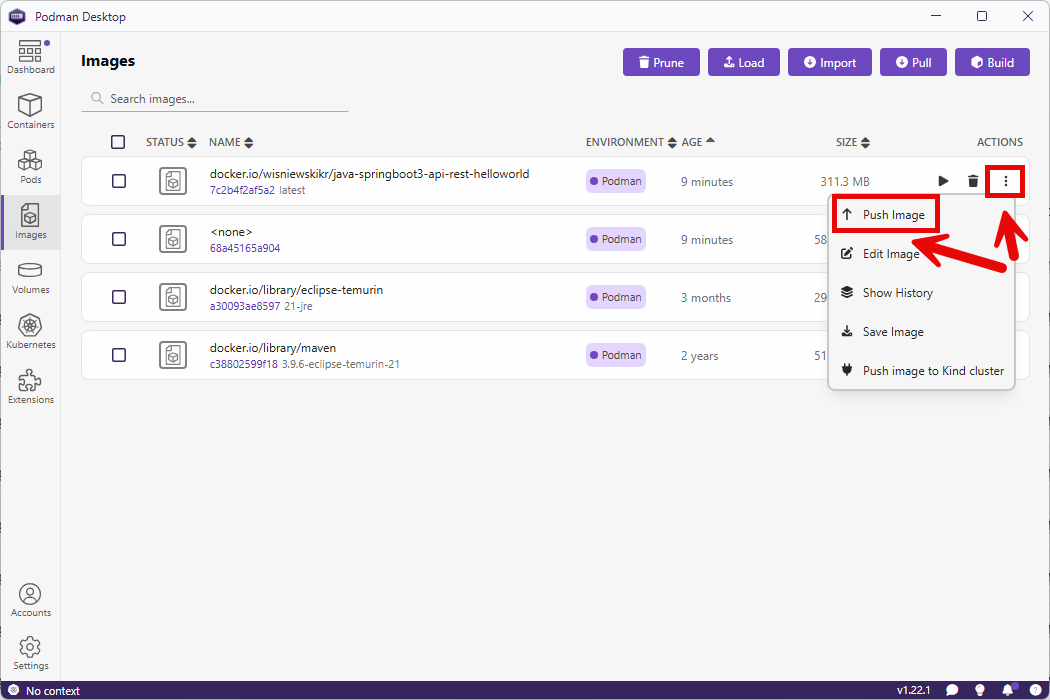 Podman Desktop
Dashboard
Containers
Pods
Images
Volumes
Kubernetes
Extensions
Accounts
Settings
Images
Prune
Load
Import
Pull
Build
Search images...
STATUS NAME ENVIRONMENT AGE SIZE ACTIONS
docker.io/wisniewskikr/java-springboot3-api-rest-helloworld
7c2b4f2af5a2 latest
Podman 9 minutes 311.3 MB
<none>
68a45165a904
Podman 9 minutes 58
docker.io/library/eclipse-temurin
a30093ae8597 21-jre
Podman 3 months 29
docker.io/library/maven
c38802599f18 3.9.6-eclipse-temurin-21
Podman 2 years 51
Push Image
Edit Image
Show History
Save Image
Push image to Kind cluster
No context
v1.22.1